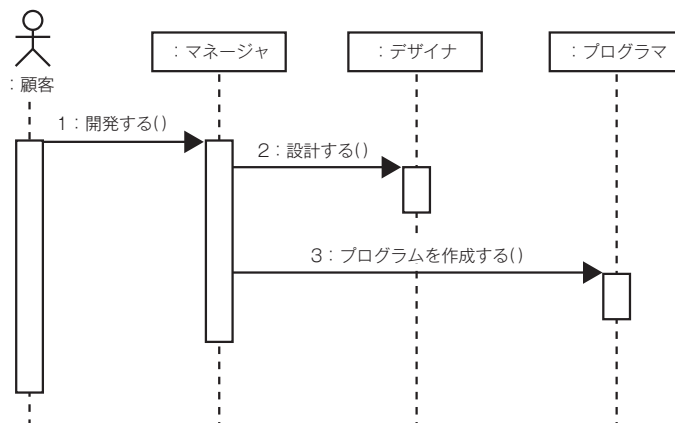 ：マネージャ
：デザイナ
：プログラマ
：顧客
1：開発する()
2：設計する()
3：プログラムを作成する()